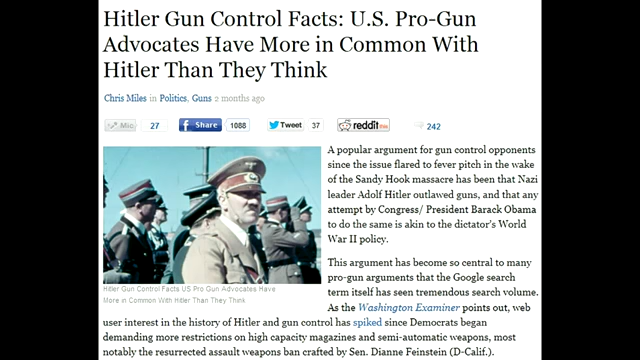 Hitler Gun Control Facts: U.S. Pro-Gun
Advocates Have More in Common With
Hitler Than They Think
Chris Miles in Politics, Guns 2 months ago
Mic 27 Share 1088 Tweet 37 reddit this 242
A popular argument for gun control opponents
since the issue flared to fever pitch in the wake
of the Sandy Hook massacre has been that Nazi
leader Adolf Hitler outlawed guns, and that any
attempt by Congress/ President Barack Obama
to do the same is akin to the dictator's World
War II policy.
This argument has become so central to many
pro-gun arguments that the Google search
term itself has seen tremendous search volume.
As the Washington Examiner points out, web
Hitler Gun Control Facts US Pro Gun Advocates Have
More in Common With Hitler Than They Think
user interest in the history of Hitler and gun control has spiked since Democrats began
demanding more restrictions on high capacity magazines and semi-automatic weapons, most
notably the resurrected assault weapons ban crafted by Sen. Dianne Feinstein (D-Calif.).